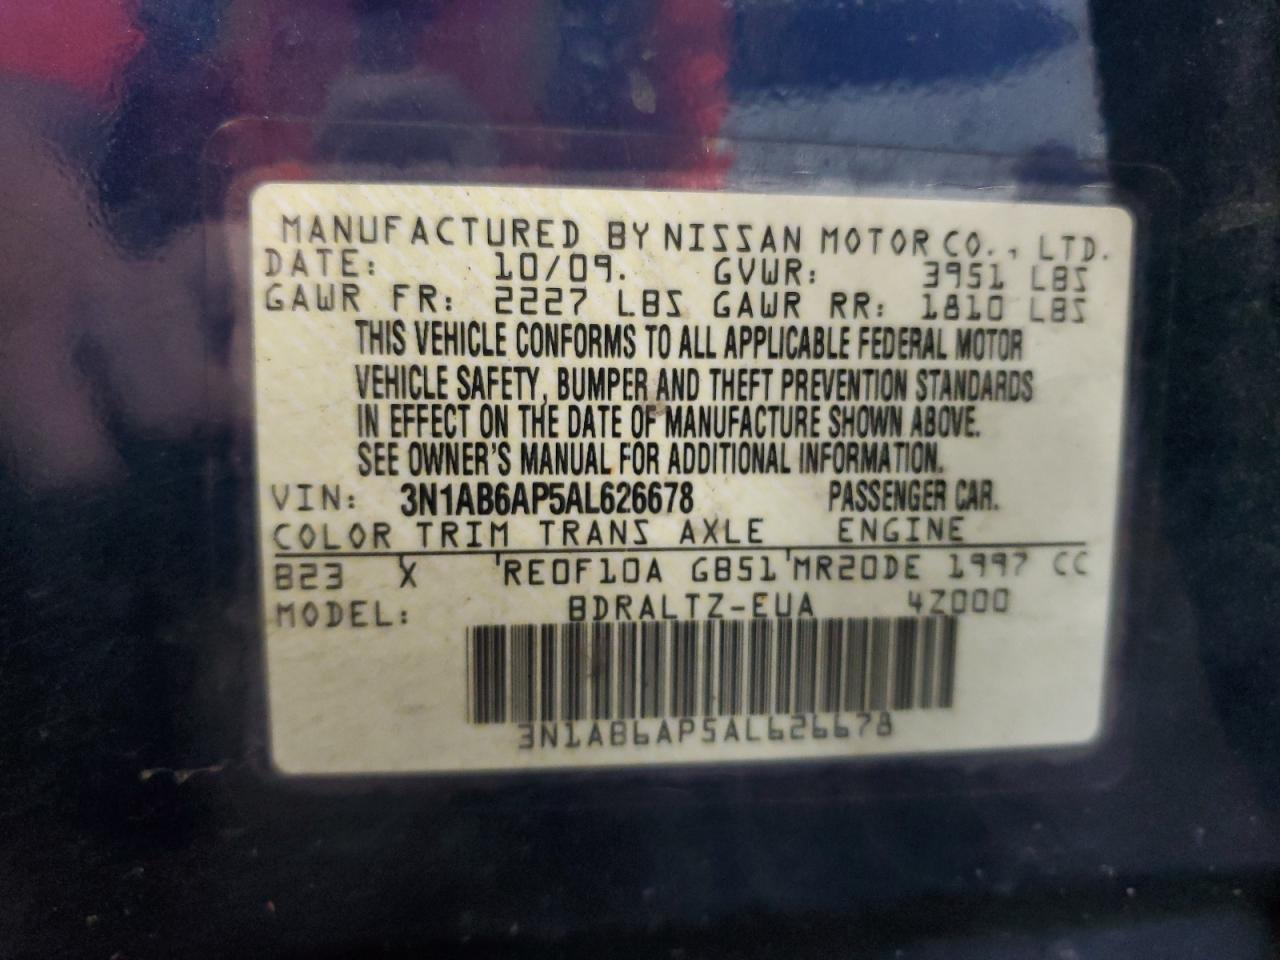 MANUFACTURED BY NISSAN MOTOR CO., LTD.
DATE: 10/09. GVWR: 3951 LBS
GAWR FR: 2227 LBS GAWR RR: 1810 LBS
THIS VEHICLE CONFORMS TO ALL APPLICABLE FEDERAL MOTOR
VEHICLE SAFETY, BUMPER AND THEFT PREVENTION STANDARDS
IN EFFECT ON THE DATE OF MANUFACTURE SHOWN ABOVE.
SEE OWNER'S MANUAL FOR ADDITIONAL INFORMATION.
VIN: 3N1AB6AP5AL626678 PASSENGER CAR.
COLOR TRIM TRANS AXLE ENGINE
B23 X RE0F10A GB51 MR20DE 1997 CC
MODEL: BDRALTZ-EUA 4Z000
3N1AB6AP5AL626678